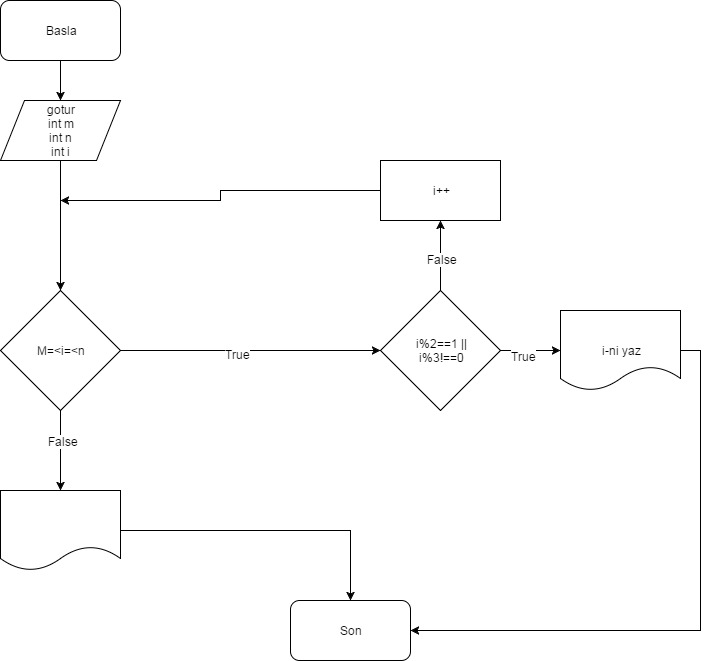 Basla
gotur
int m
int n
int i
i++
False
M=<i=<n
True
i%2==1 ||
i%3!==0
True
i-ni yaz
False
Son